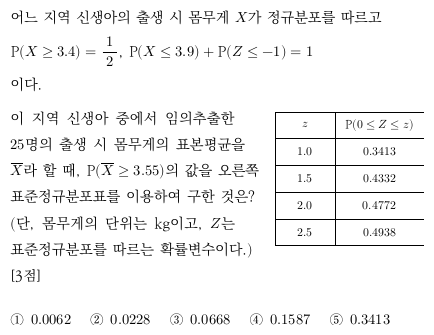 어느 지역 신생아의 출생 시 몸무게 X가 정규분포를 따르고
P(X ≥ 3.4) = 1/2, P(X ≤ 3.9) + P(Z ≤ −1) = 1
이다.
이 지역 신생아 중에서 임의추출한
25명의 출생 시 몸무게의 표본평균을
X̅라 할 때, P(X̅ ≥ 3.55)의 값을 오른쪽
표준정규분포표를 이용하여 구한 것은?
(단, 몸무게의 단위는 kg이고, Z는
표준정규분포를 따르는 확률변수이다.)
[3점]
z P(0 ≤ Z ≤ z)
1.0 0.3413
1.5 0.4332
2.0 0.4772
2.5 0.4938
① 0.0062 ② 0.0228 ③ 0.0668 ④ 0.1587 ⑤ 0.3413